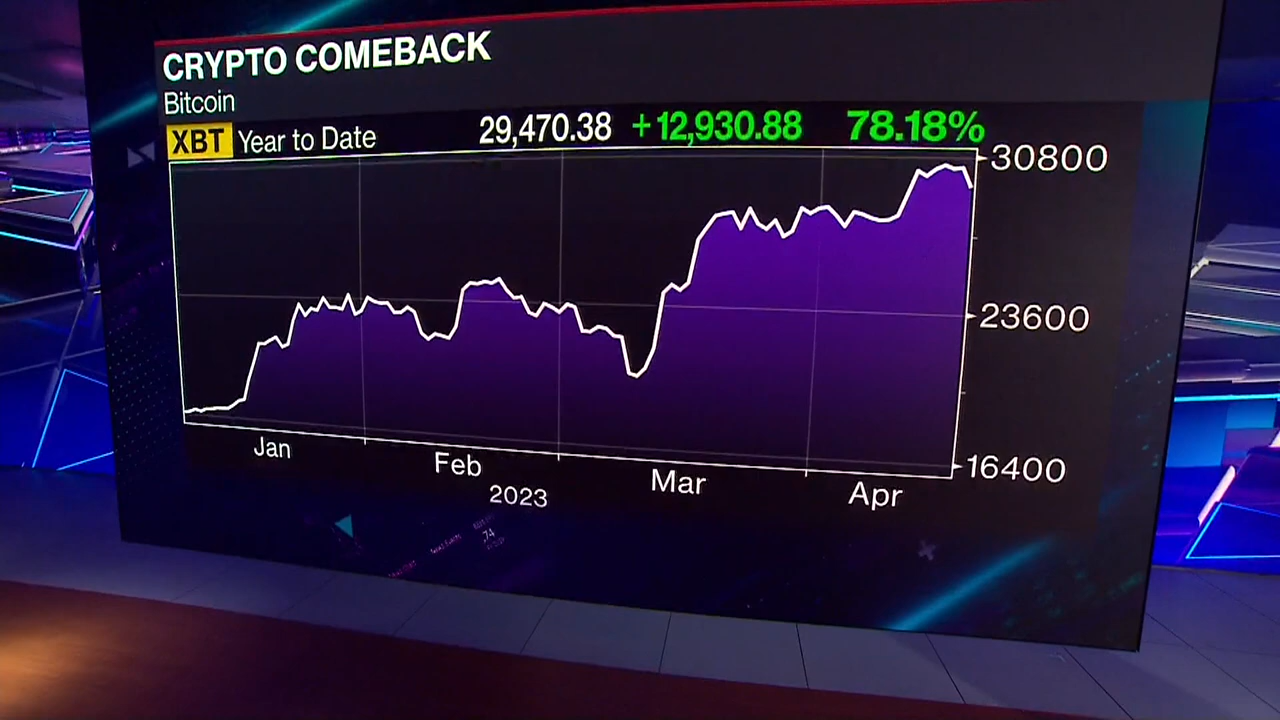 CRYPTO COMEBACK
Bitcoin
XBT Year to Date 29,470.38 +12,930.88 78.18%
30800
23600
16400
Jan Feb Mar Apr
2023
.74